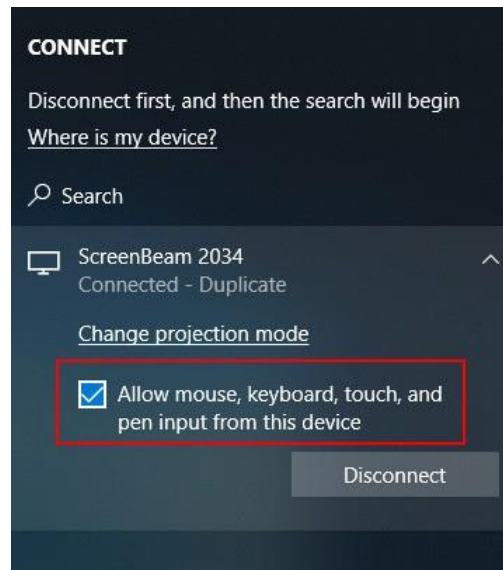 CONNECT
Disconnect first, and then the search will begin
Where is my device?
Search
ScreenBeam 2034
Connected - Duplicate
Change projection mode
Allow mouse, keyboard, touch, and
pen input from this device
Disconnect